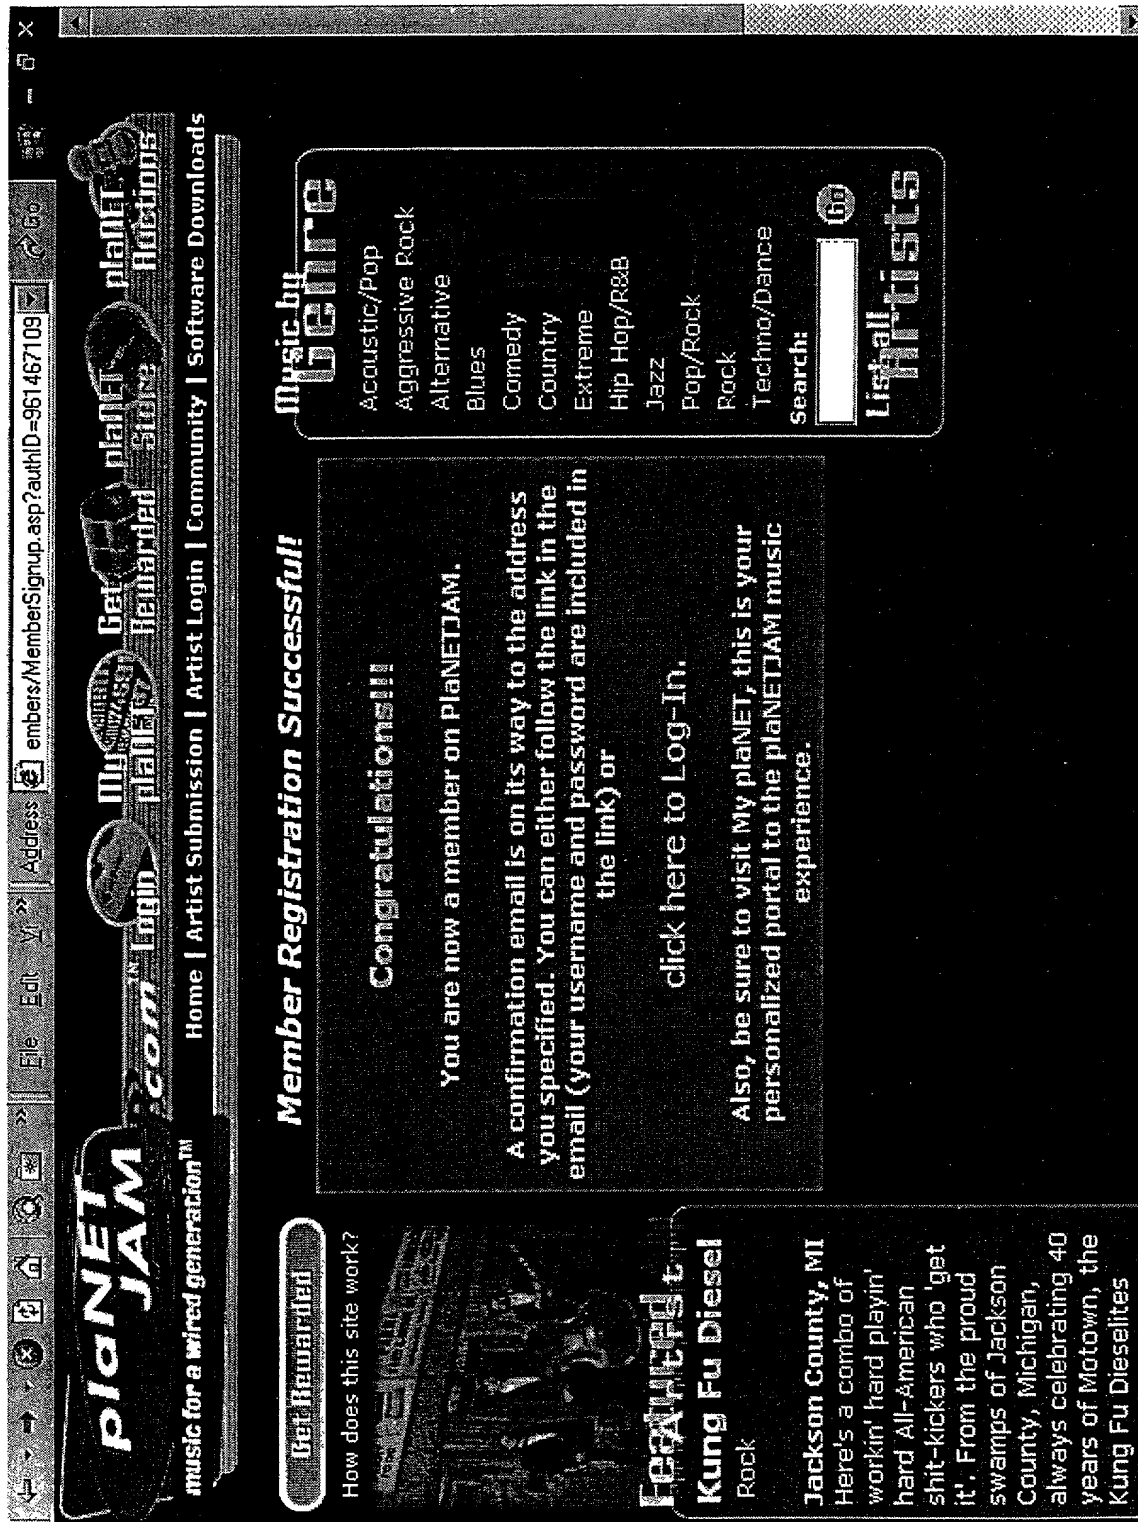 File Edit Vi » Address embers/MemberSignup.asp?authID=961467109 Go
plaNET
JAM
.com™
music for a wired generation™
Login
My
plaNET
Get
Rewarded
plaNET
Store
plaNET
Auctions
Home | Artist Submission | Artist Login | Community | Software Downloads
Get Rewarded
How does this site work?
Featured
Artist
Kung Fu Diesel
Rock
Jackson County, MI
Here's a combo of
workin' hard playin'
hard All-American
shit-kickers who 'get
it'. From the proud
swamps of Jackson
County, Michigan,
always celebrating 40
years of Motown, the
Kung Fu Dieselites
Member Registration Successful!
Congratulations!!!
You are now a member on PlaNETJAM.
A confirmation email is on its way to the address
you specified. You can either follow the link in the
email (your username and password are included in
the link) or
click here to Log-In.
Also, be sure to visit My plaNET, this is your
personalized portal to the plaNETJAM music
experience.
Music by
Genre
Acoustic/Pop
Aggressive Rock
Alternative
Blues
Comedy
Country
Extreme
Hip Hop/R&B
Jazz
Pop/Rock
Rock
Techno/Dance
Search:
Go
List all
Artists